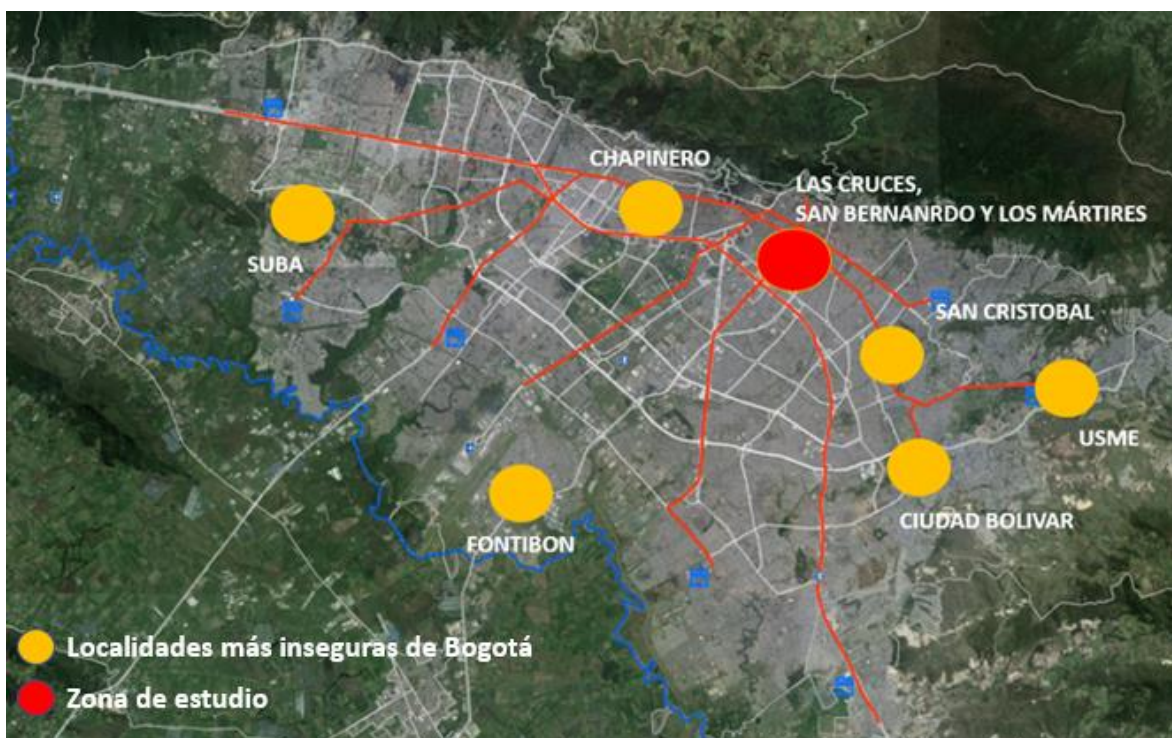 CHAPINERO
LAS CRUCES,
SAN BERNANRDO Y LOS MÁRTIRES
SUBA
SAN CRISTOBAL
USME
CIUDAD BOLIVAR
FONTIBON
Localidades más inseguras de Bogotá
Zona de estudio